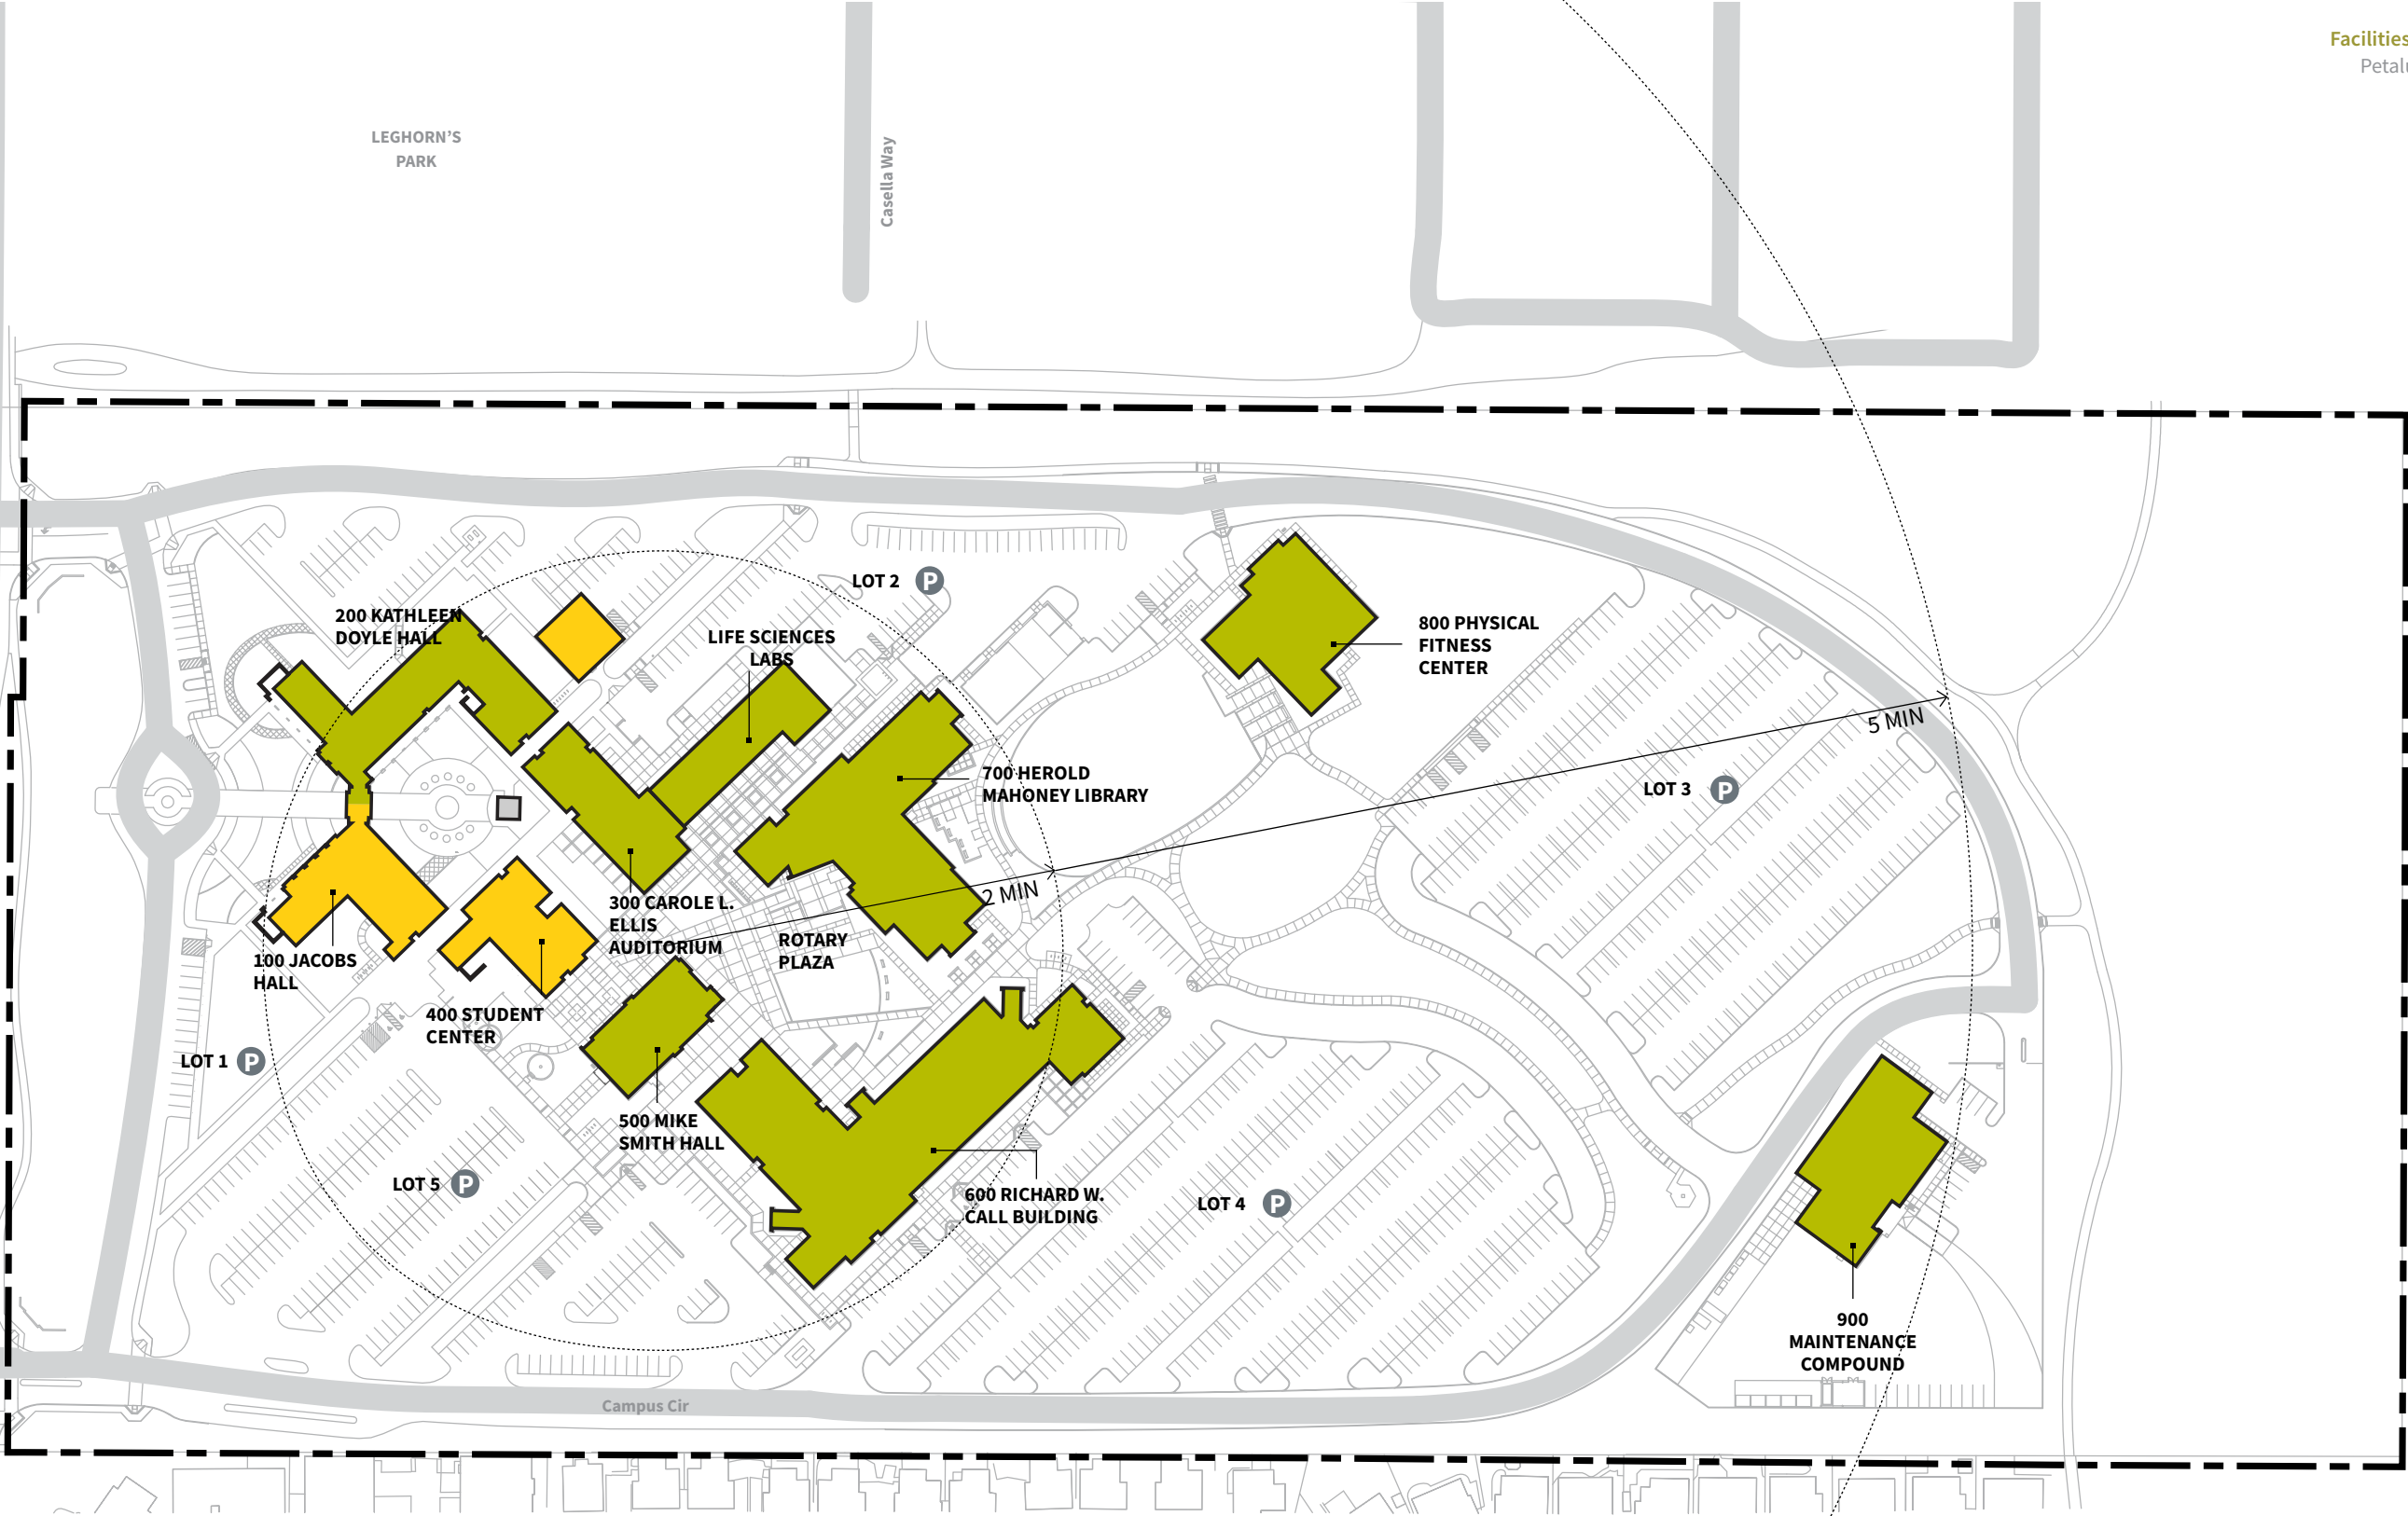 Facilities
LEGHORN'S
PARK
Casella Way
200 KATHLEEN
DOYLE HALL
LOT 2 P
LIFE SCIENCES
LABS
800 PHYSICAL
FITNESS
CENTER
5 MIN
700 HEROLD
MAHONEY LIBRARY
LOT 3 P
2 MIN
300 CAROLE L.
ELLIS
AUDITORIUM
ROTARY
PLAZA
100 JACOBS
HALL
400 STUDENT
CENTER
LOT 1 P
500 MIKE
SMITH HALL
LOT 5 P
600 RICHARD W.
CALL BUILDING
LOT 4 P
900
MAINTENANCE
COMPOUND
Campus Cir